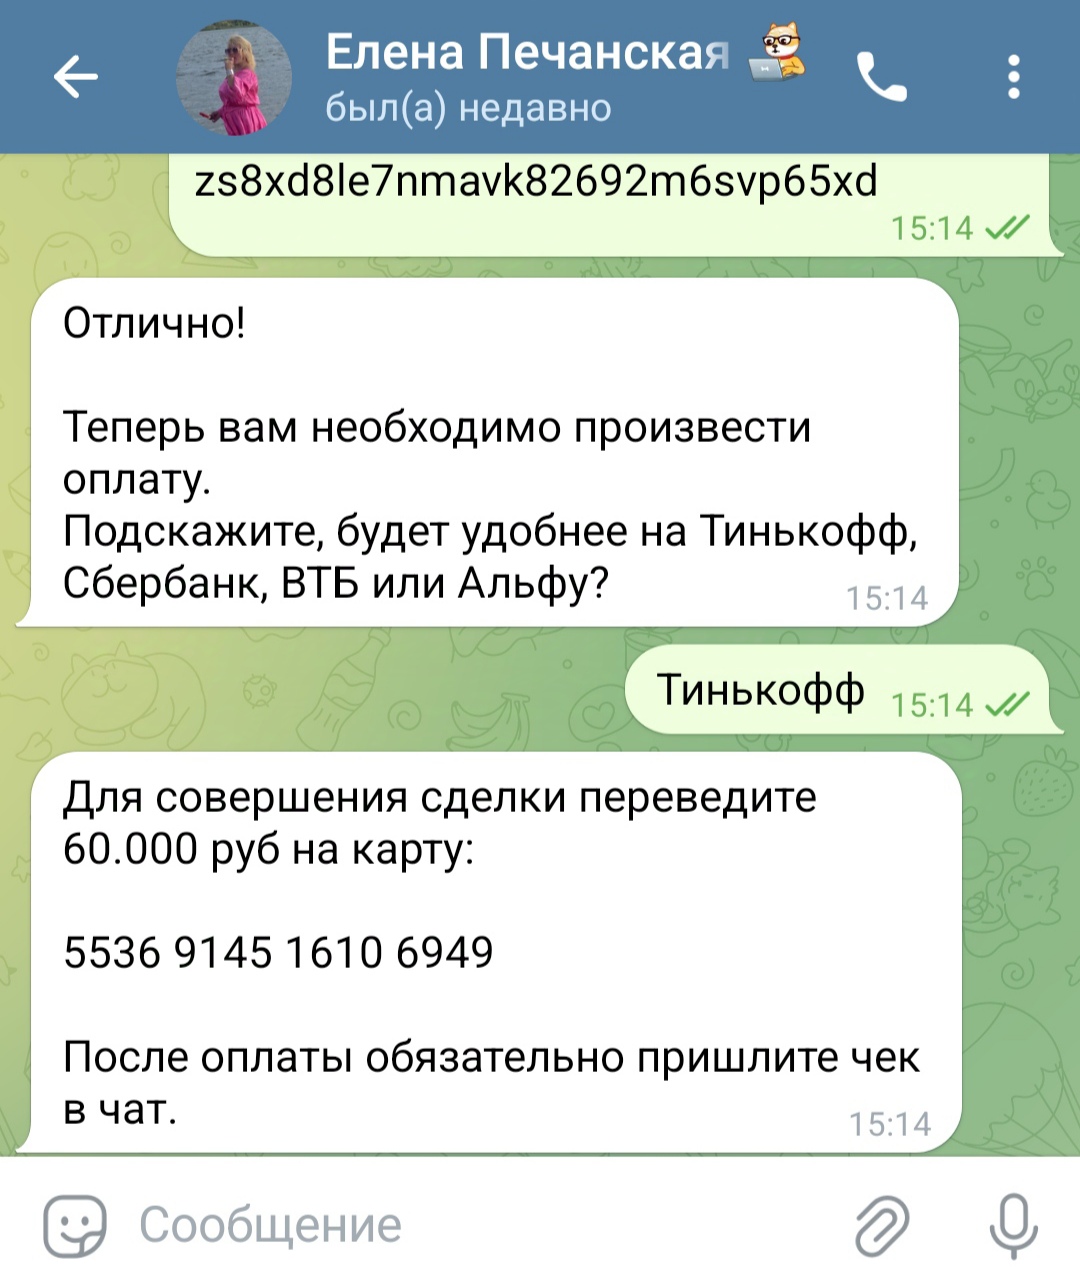 Елена Печанская
был(а) недавно
zs8xd8le7nmavk82692m6svp65xd
15:14
Отлично!
Теперь вам необходимо произвести
оплату.
Подскажите, будет удобнее на Тинькофф,
Сбербанк, ВТБ или Альфу?
15:14
Тинькофф
15:14
Для совершения сделки переведите
60.000 руб на карту:
5536 9145 1610 6949
После оплаты обязательно пришлите чек
в чат.
15:14
Сообщение